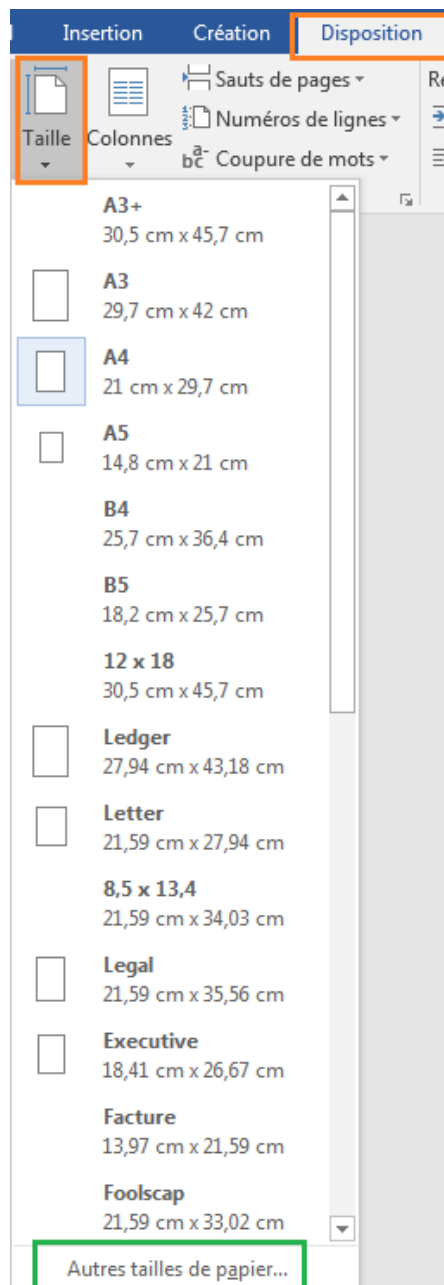 Insertion Création Disposition
Sauts de pages
Numéros de lignes
Taille Colonnes
Coupure de mots
A3+
30,5 cm x 45,7 cm
A3
29,7 cm x 42 cm
A4
21 cm x 29,7 cm
A5
14,8 cm x 21 cm
B4
25,7 cm x 36,4 cm
B5
18,2 cm x 25,7 cm
12 x 18
30,5 cm x 45,7 cm
Ledger
27,94 cm x 43,18 cm
Letter
21,59 cm x 27,94 cm
8,5 x 13,4
21,59 cm x 34,03 cm
Legal
21,59 cm x 35,56 cm
Executive
18,41 cm x 26,67 cm
Facture
13,97 cm x 21,59 cm
Foolscap
21,59 cm x 33,02 cm
Autres tailles de papier...